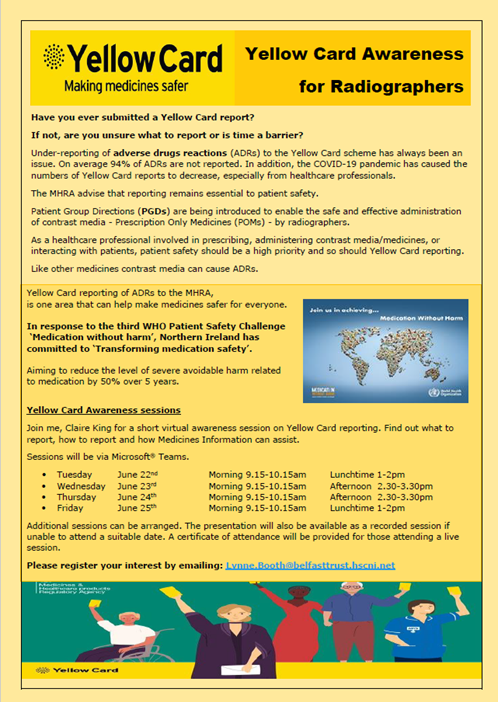 Yellow Card
Making medicines safer
Yellow Card Awareness
for Radiographers
Have you ever submitted a Yellow Card report?
If not, are you unsure what to report or is time a barrier?
Under-reporting of adverse drugs reactions (ADRs) to the Yellow Card scheme has always been an
issue. On average 94% of ADRs are not reported. In addition, the COVID-19 pandemic has caused the
numbers of Yellow Card reports to decrease, especially from healthcare professionals.
The MHRA advise that reporting remains essential to patient safety.
Patient Group Directions (PGDs) are being introduced to enable the safe and effective administration
of contrast media - Prescription Only Medicines (POMs) - by radiographers.
As a healthcare professional involved in prescribing, administering contrast media/medicines, or
interacting with patients, patient safety should be a high priority and so should Yellow Card reporting.
Like other medicines contrast media can cause ADRs.
Yellow Card reporting of ADRs to the MHRA,
is one area that can help make medicines safer for everyone.
In response to the third WHO Patient Safety Challenge
‘Medication without harm’, Northern Ireland has
committed to ‘Transforming medication safety’.
Aiming to reduce the level of severe avoidable harm related
to medication by 50% over 5 years.
Join us in achieving...
Medication Without Harm
World Health
Organization
Yellow Card Awareness sessions
Join me, Claire King for a short virtual awareness session on Yellow Card reporting. Find out what to
report, how to report and how Medicines Information can assist.
Sessions will be via Microsoft® Teams.
• Tuesday June 22nd Morning 9.15-10.15am Lunchtime 1-2pm
• Wednesday June 23rd Morning 9.15-10.15am Afternoon 2.30-3.30pm
• Thursday June 24th Morning 9.15-10.15am Afternoon 2.30-3.30pm
• Friday June 25th Morning 9.15-10.15am Lunchtime 1-2pm
Additional sessions can be arranged. The presentation will also be available as a recorded session if
unable to attend a suitable date. A certificate of attendance will be provided for those attending a live
session.
Please register your interest by emailing: Lynne.Booth@belfasttrust.hscni.net
Medicines &
Healthcare products
Regulatory Agency
Yellow Card